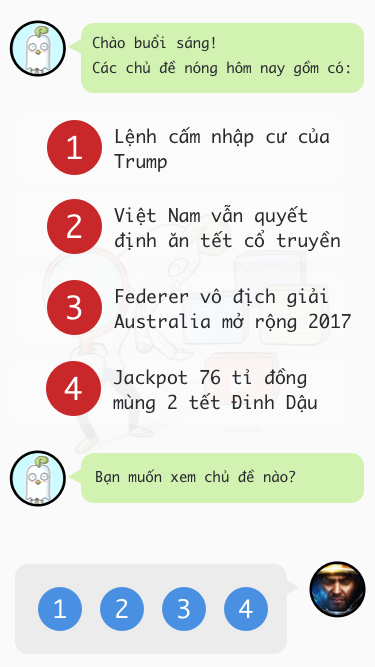 Chào buổi sáng!
Các chủ đề nóng hôm nay gồm có:
1
Lệnh cấm nhập cư của
Trump
2
Việt Nam vẫn quyết
định ăn tết cổ truyền
3
Federer vô địch giải
Australia mở rộng 2017
4
Jackpot 76 tỉ đồng
mùng 2 tết Đinh Dậu
Bạn muốn xem chủ đề nào?
1 2 3 4